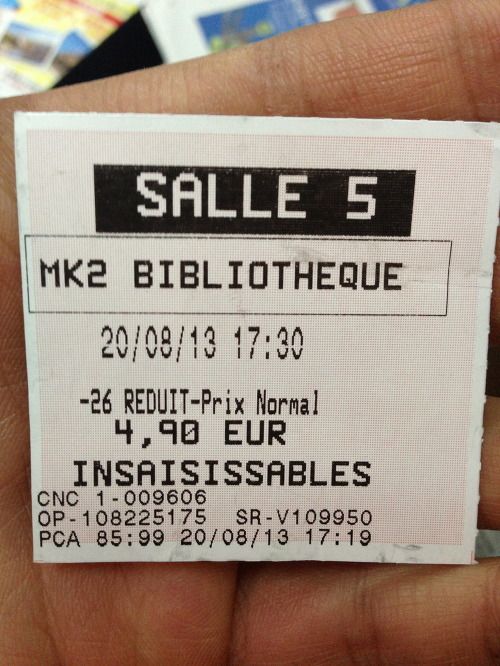 SALLE 5
MK2 BIBLIOTHEQUE
20/08/13 17:30
-26 REDUIT-Prix Normal
4,90 EUR
INSAISISSABLES
CNC 1-009606
OP-108225175 SR-V109950
PCA 85:99 20/08/13 17:19